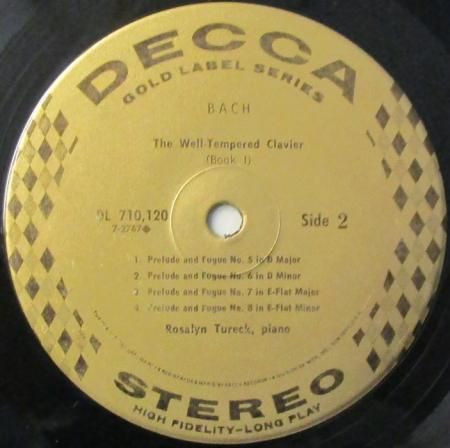 DECCA
GOLD LABEL SERIES
BACH
The Well-Tempered Clavier
(Book I)
DL 710,120
7-2747◆
Side 2
1. Prelude and Fugue No. 5 in D Major
2. Prelude and Fugue No. 6 in D Minor
3. Prelude and Fugue No. 7 in E-Flat Major
4. Prelude and Fugue No. 8 in E-Flat Minor
Rosalyn Tureck, piano
STEREO
HIGH FIDELITY-LONG PLAY